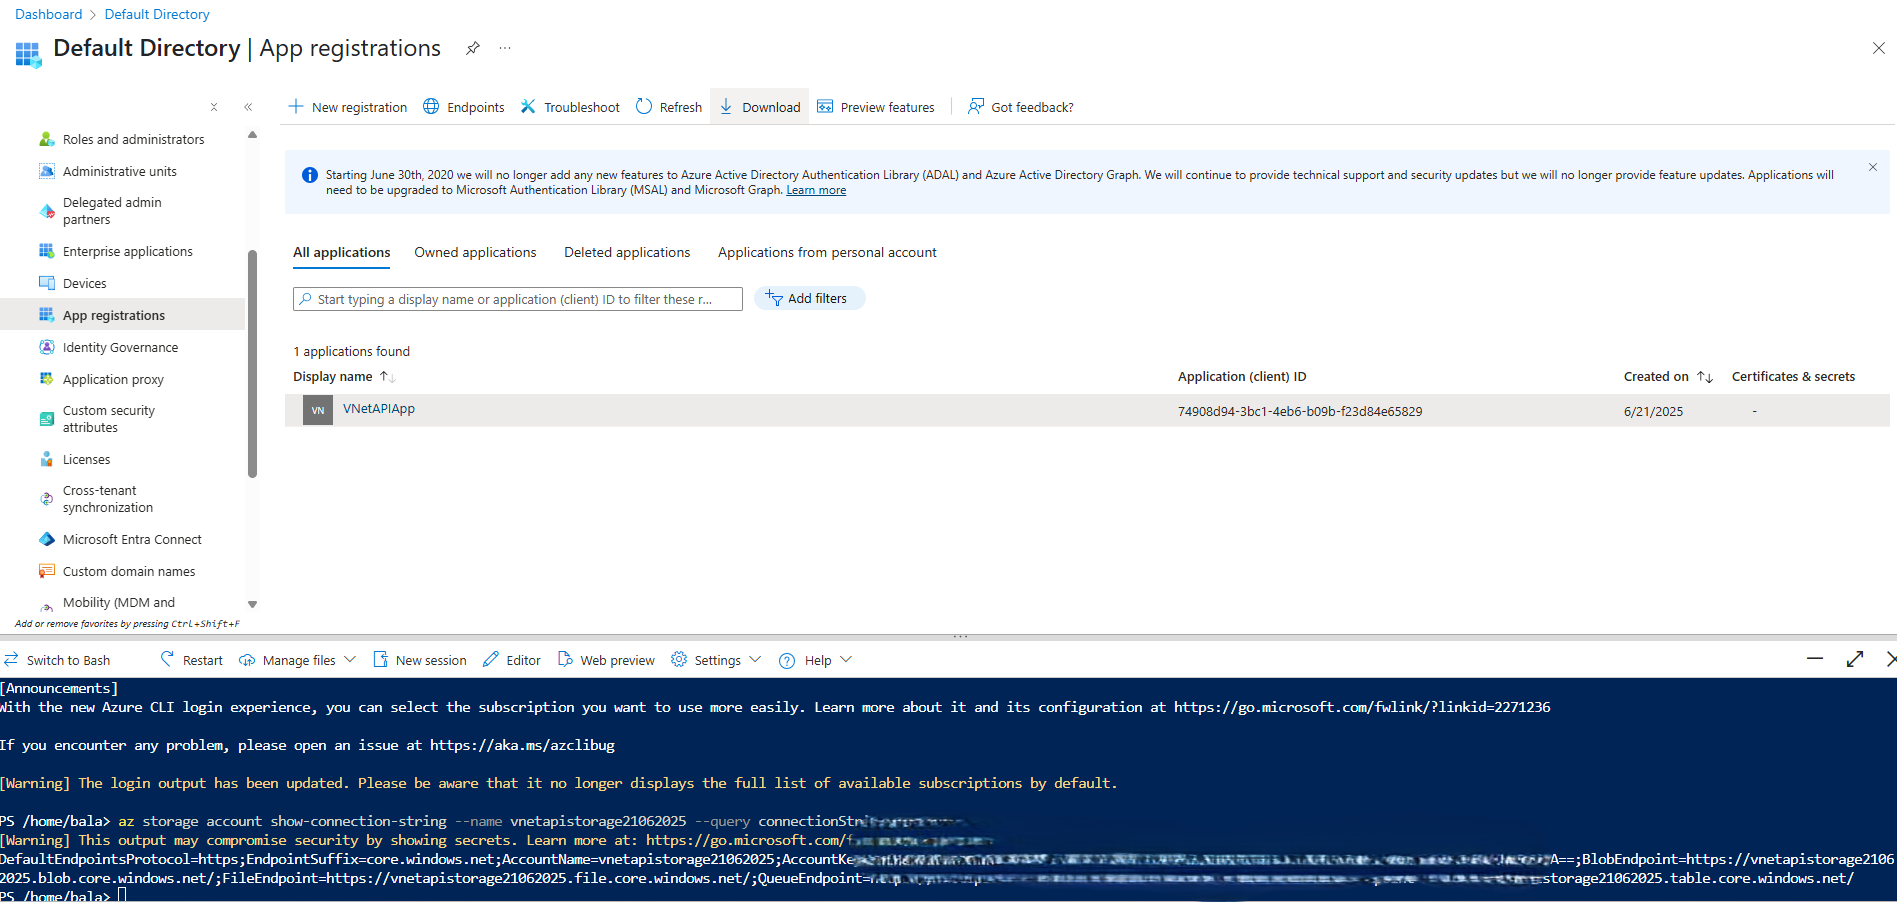 Dashboard > Default Directory
Default Directory | App registrations
New registration Endpoints Troubleshoot Refresh Download Preview features Got feedback?
Roles and administrators
Administrative units
Delegated admin
partners
Enterprise applications
Devices
App registrations
Identity Governance
Application proxy
Custom security
attributes
Licenses
Cross-tenant
synchronization
Microsoft Entra Connect
Custom domain names
Mobility (MDM and
Add or remove favorites by pressing Ctrl+Shift+F
Starting June 30th, 2020 we will no longer add any new features to Azure Active Directory Authentication Library (ADAL) and Azure Active Directory Graph. We will continue to provide technical support and security updates but we will no longer provide feature updates. Applications will
need to be upgraded to Microsoft Authentication Library (MSAL) and Microsoft Graph. Learn more
All applications Owned applications Deleted applications Applications from personal account
Start typing a display name or application (client) ID to filter these r... Add filters
1 applications found
Display name Application (client) ID Created on Certificates & secrets
VN VNetAPIApp 74908d94-3bc1-4eb6-b09b-f23d84e65829 6/21/2025 -
Switch to Bash Restart Manage files New session Editor Web preview Settings Help
[Announcements]
With the new Azure CLI login experience, you can select the subscription you want to use more easily. Learn more about it and its configuration at https://go.microsoft.com/fwlink/?linkid=2271236
If you encounter any problem, please open an issue at https://aka.ms/azclibug
[Warning] The login output has been updated. Please be aware that it no longer displays the full list of available subscriptions by default.
PS /home/bala> az storage account show-connection-string --name vnetapistorage21062025 --query connectionStri
[Warning] This output may compromise security by showing secrets. Learn more at: https://go.microsoft.com/f
DefaultEndpointsProtocol=https;EndpointSuffix=core.windows.net;AccountName=vnetapistorage21062025;AccountKe A==;BlobEndpoint=https://vnetapistorage2106
2025.blob.core.windows.net/;FileEndpoint=https://vnetapistorage21062025.file.core.windows.net/;QueueEndpoint= storage21062025.table.core.windows.net/
PS /home/bala>